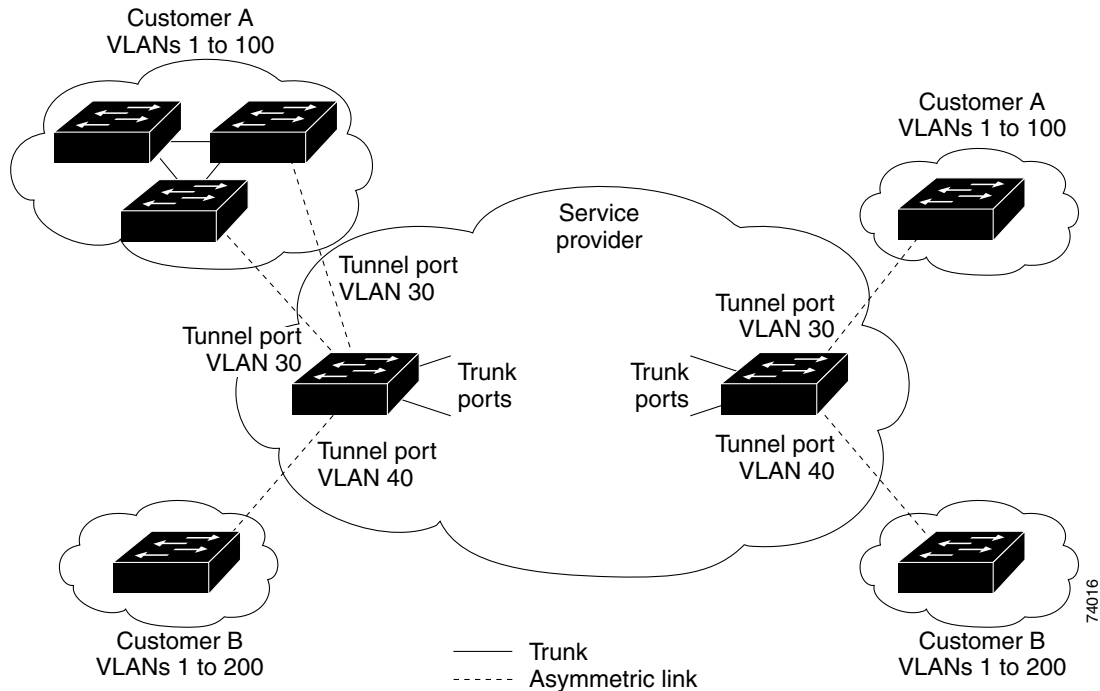 Customer A
VLANs 1 to 100
Customer A
VLANs 1 to 100
Service
provider
Tunnel port
VLAN 30
Tunnel port
VLAN 30
Tunnel port
VLAN 30
Trunk
ports
Trunk
ports
Tunnel port
VLAN 40
Tunnel port
VLAN 40
Customer B
VLANs 1 to 200
Customer B
VLANs 1 to 200
74016
Trunk
Asymmetric link